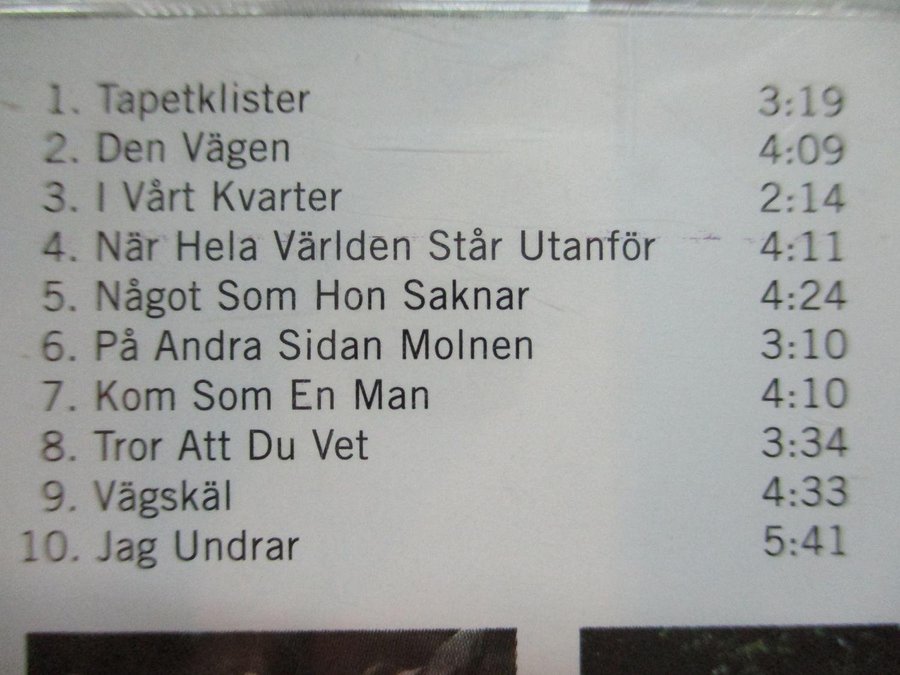 1. Tapetklister 3:19
2. Den Vägen 4:09
3. I Vårt Kvarter 2:14
4. När Hela Världen Står Utanför 4:11
5. Något Som Hon Saknar 4:24
6. På Andra Sidan Molnen 3:10
7. Kom Som En Man 4:10
8. Tror Att Du Vet 3:34
9. Vägskäl 4:33
10. Jag Undrar 5:41